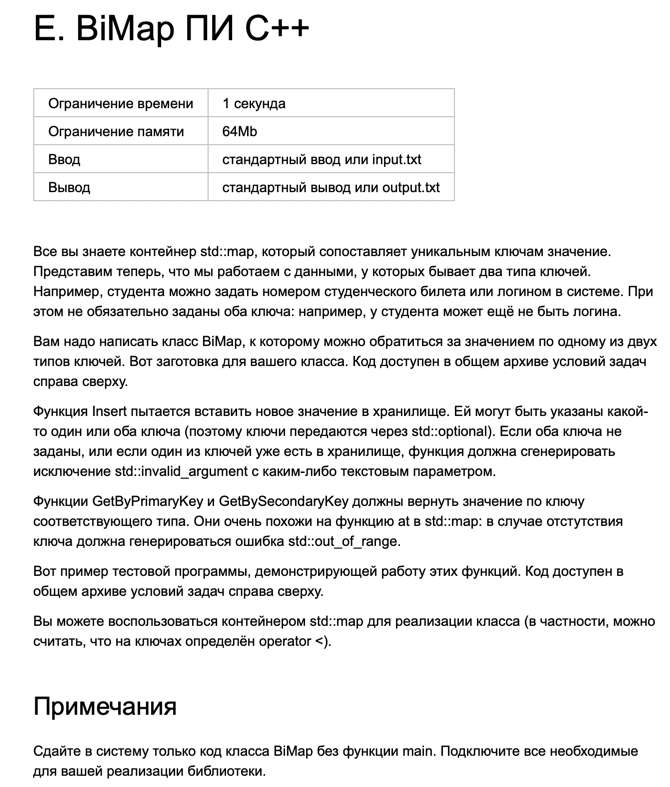 E. BiMap ПИ C++
Ограничение времени 1 секунда
Ограничение памяти 64Mb
Ввод стандартный ввод или input.txt
Вывод стандартный вывод или output.txt
Все вы знаете контейнер std::map, который сопоставляет уникальным ключам значение.
Представим теперь, что мы работаем с данными, у которых бывает два типа ключей.
Например, студента можно задать номером студенческого билета или логином в системе. При
этом не обязательно заданы оба ключа: например, у студента может ещё не быть логина.
Вам надо написать класс BiMap, к которому можно обратиться за значением по одному из двух
типов ключей. Вот заготовка для вашего класса. Код доступен в общем архиве условий задач
справа сверху.
Функция Insert пытается вставить новое значение в хранилище. Ей могут быть указаны какой-
то один или оба ключа (поэтому ключи передаются через std::optional). Если оба ключа не
заданы, или если один из ключей уже есть в хранилище, функция должна сгенерировать
исключение std::invalid_argument с каким-либо текстовым параметром.
Функции GetByPrimaryKey и GetBySecondaryKey должны вернуть значение по ключу
соответствующего типа. Они очень похожи на функцию at в std::map: в случае отстутствия
ключа должна генерироваться ошибка std::out_of_range.
Вот пример тестовой программы, демонстрирующей работу этих функций. Код доступен в
общем архиве условий задач справа сверху.
Вы можете воспользоваться контейнером std::map для реализации класса (в частности, можно
считать, что на ключах определён operator <).
Примечания
Сдайте в систему только код класса BiMap без функции main. Подключите все необходимые
для вашей реализации библиотеки.